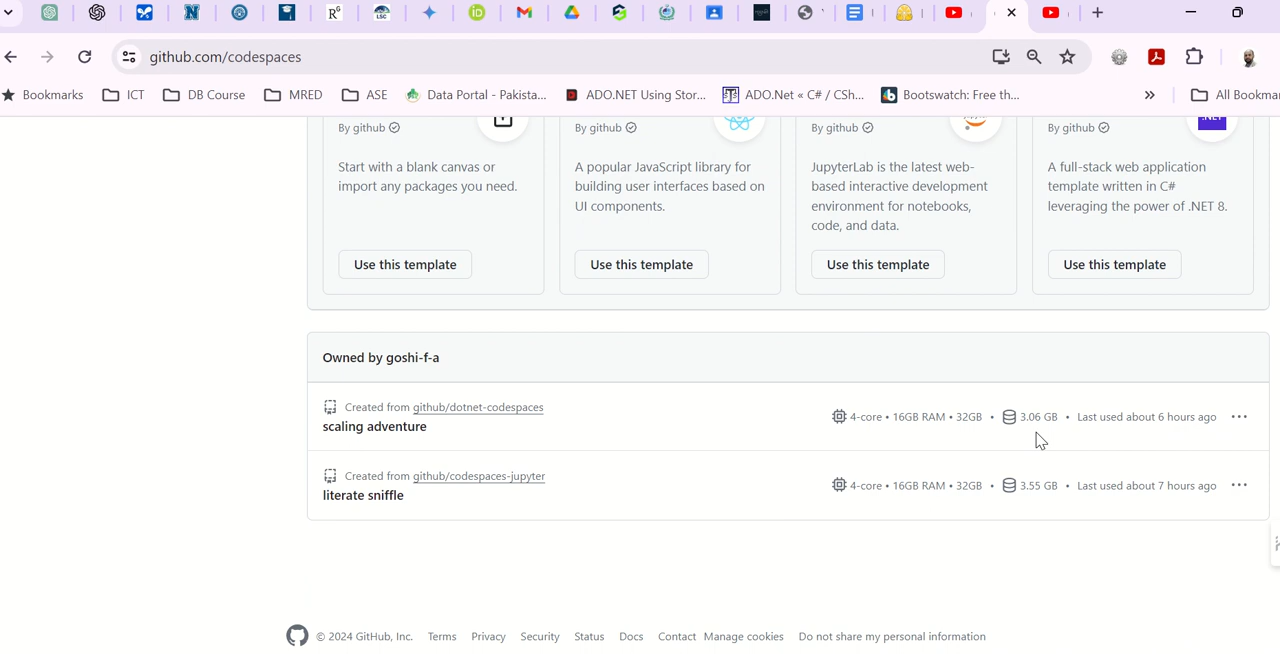 github.com/codespaces
Bookmarks ICT DB Course MRED ASE Data Portal - Pakista... ADO.NET Using Stor... ADO.Net « C# / CSh... Bootswatch: Free th... » All Bookma
By github
Start with a blank canvas or
import any packages you need.
Use this template
By github
A popular JavaScript library for
building user interfaces based on
UI components.
Use this template
By github
JupyterLab is the latest web-
based interactive development
environment for notebooks,
code, and data.
Use this template
By github
A full-stack web application
template written in C#
leveraging the power of .NET 8.
Use this template
Owned by goshi-f-a
Created from github/dotnet-codespaces
scaling adventure
4-core • 16GB RAM • 32GB • 3.06 GB • Last used about 6 hours ago
Created from github/codespaces-jupyter
literate sniffle
4-core • 16GB RAM • 32GB • 3.55 GB • Last used about 7 hours ago
© 2024 GitHub, Inc. Terms Privacy Security Status Docs Contact Manage cookies Do not share my personal information